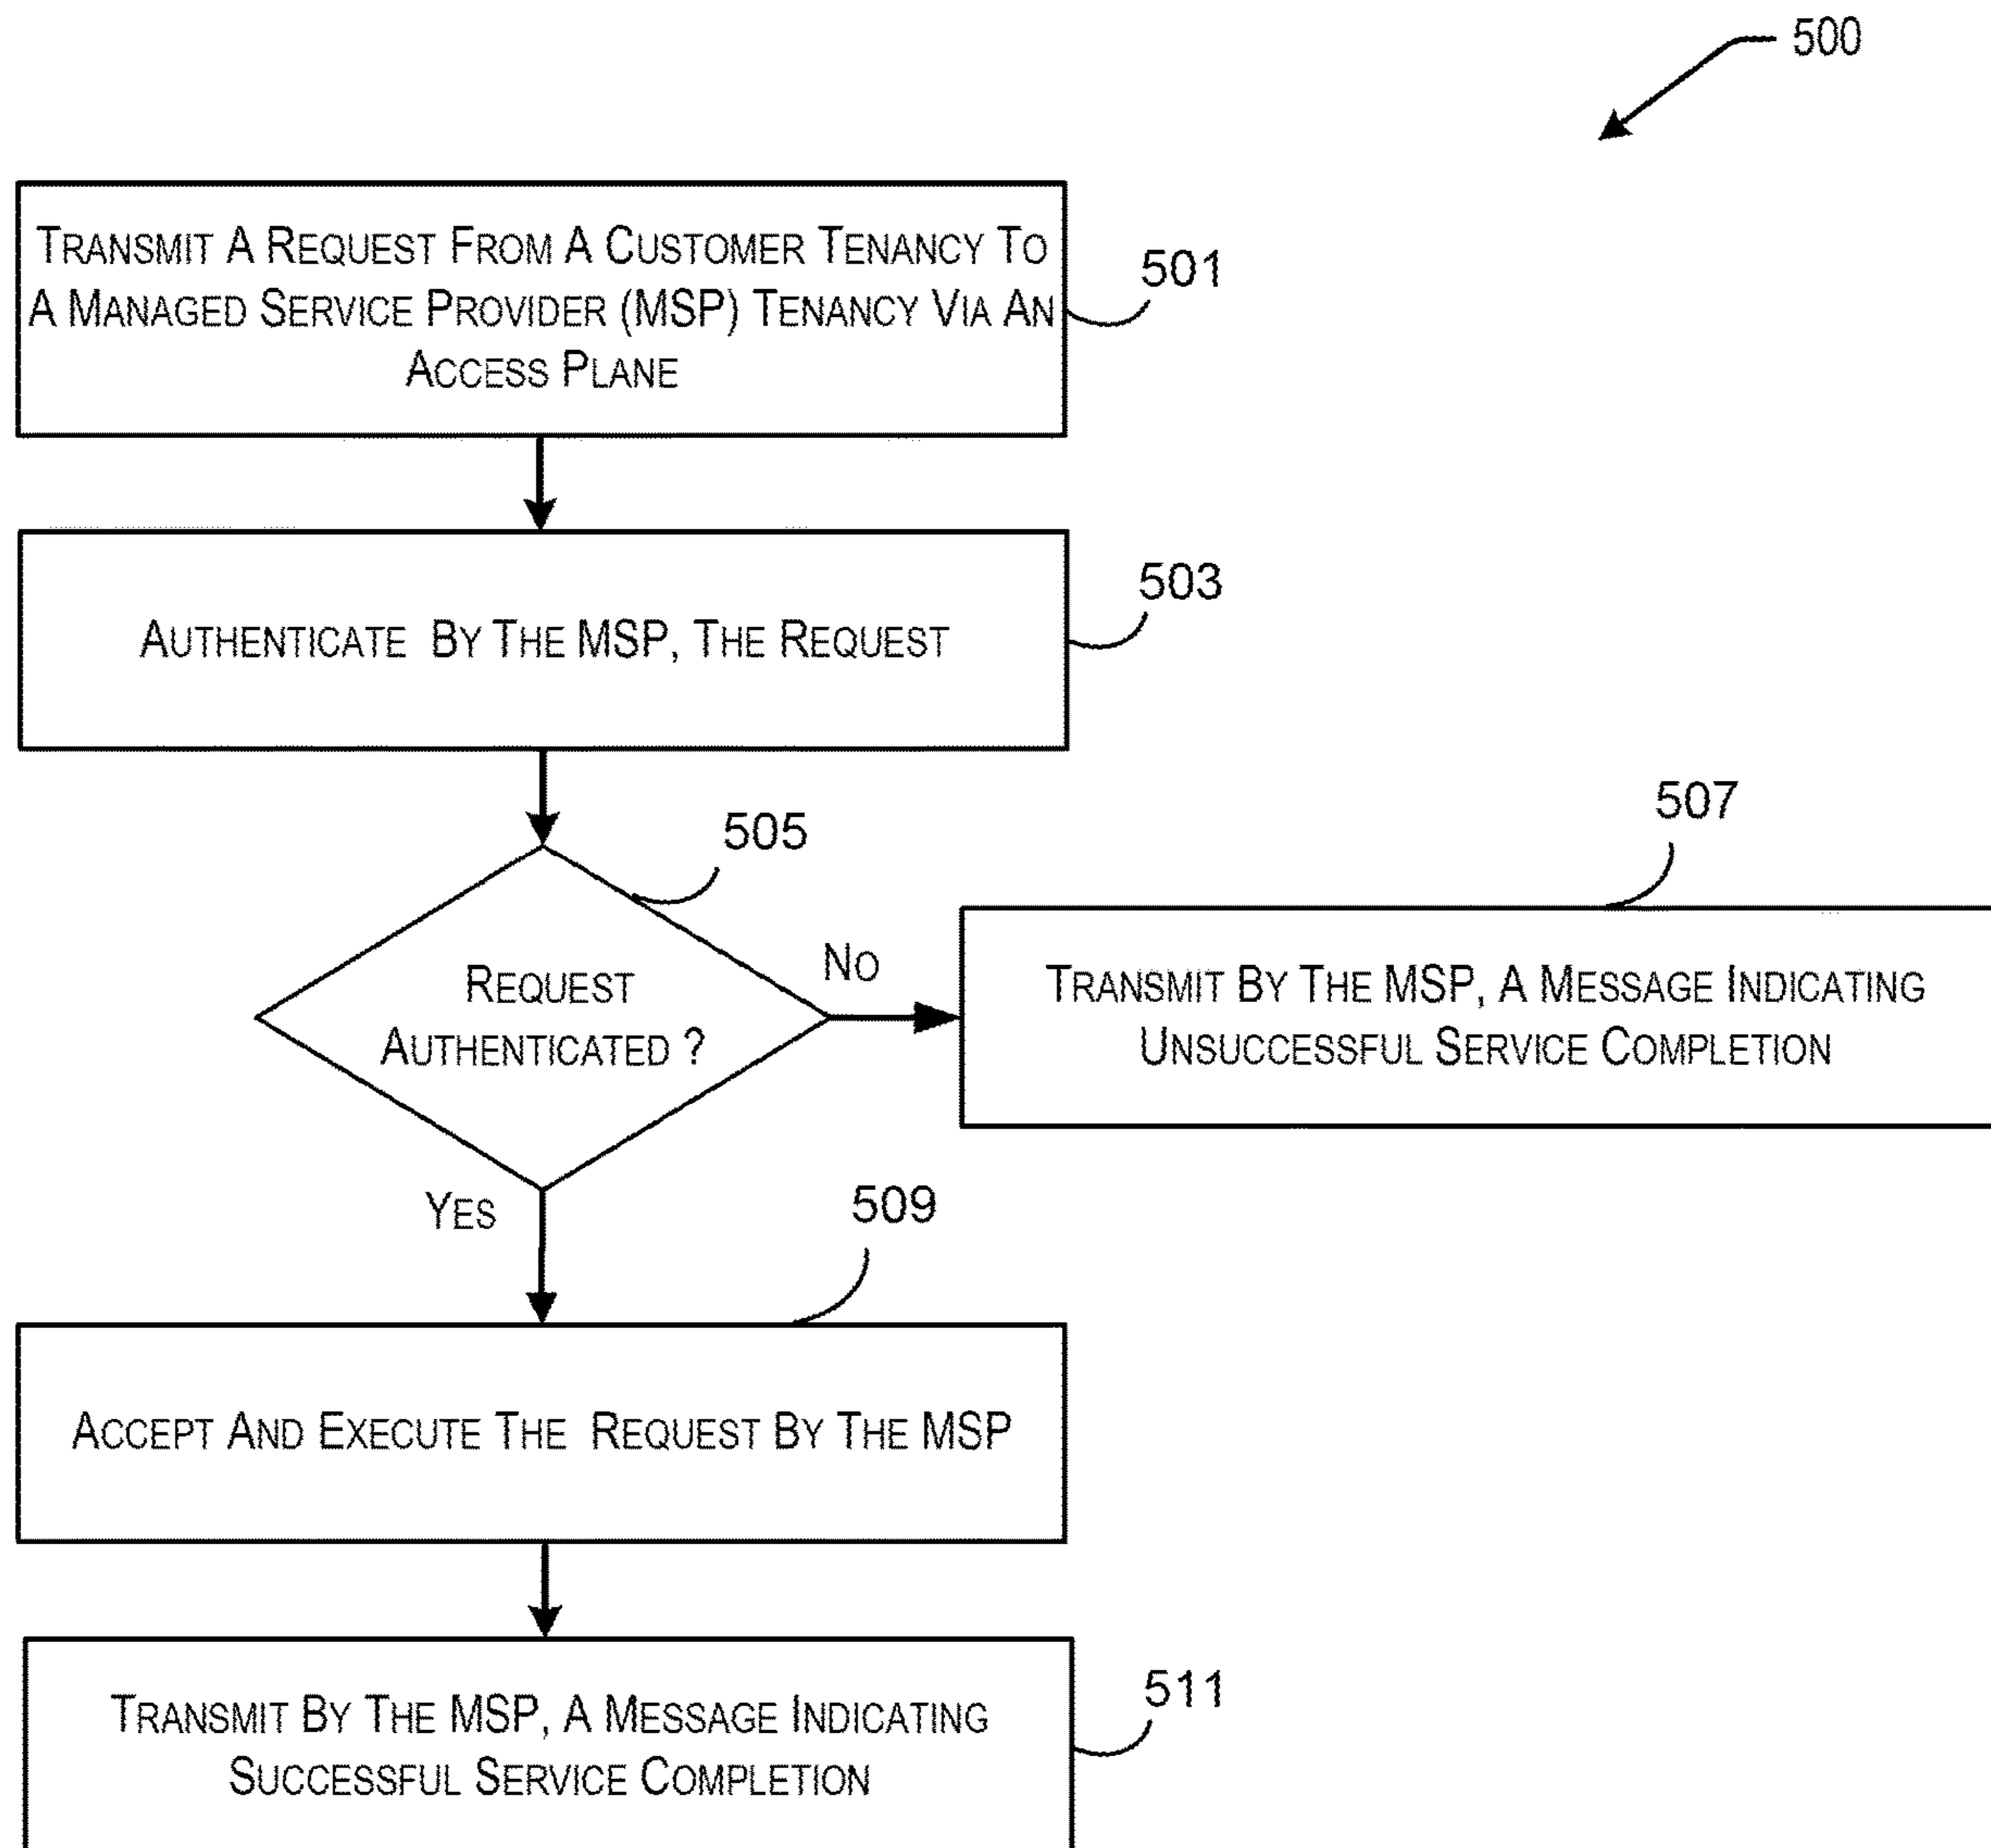 500
TRANSMIT A REQUEST FROM A CUSTOMER TENANCY TO
A MANAGED SERVICE PROVIDER (MSP) TENANCY VIA AN
ACCESS PLANE
501
AUTHENTICATE BY THE MSP, THE REQUEST
503
505
REQUEST
AUTHENTICATED ?
NO
507
TRANSMIT BY THE MSP, A MESSAGE INDICATING
UNSUCCESSFUL SERVICE COMPLETION
YES
509
ACCEPT AND EXECUTE THE REQUEST BY THE MSP
TRANSMIT BY THE MSP, A MESSAGE INDICATING
SUCCESSFUL SERVICE COMPLETION
511